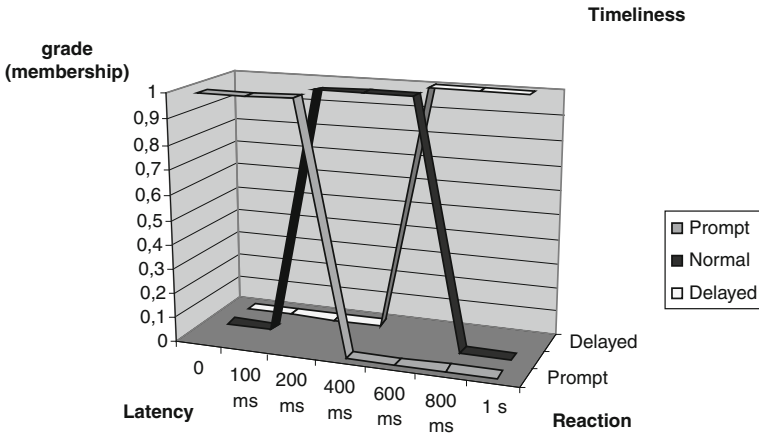 Timeliness
grade
(membership)
1
0,9
0,8
0,7
0,6
0,5
0,4
0,3
0,2
0,1
0
0
100
ms
200
ms
400
ms
600
ms
800
ms
1 s
Latency
Reaction
Delayed
Prompt
Prompt
Normal
Delayed